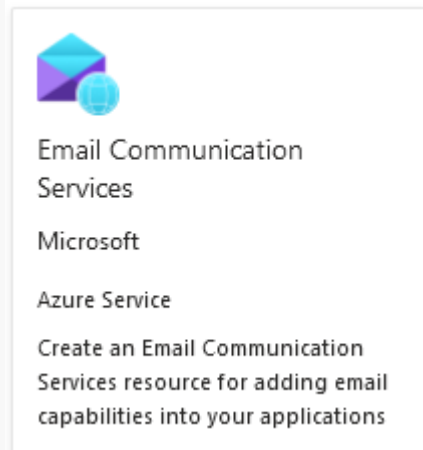 Email Communication
Services
Microsoft
Azure Service
Create an Email Communication
Services resource for adding email
capabilities into your applications